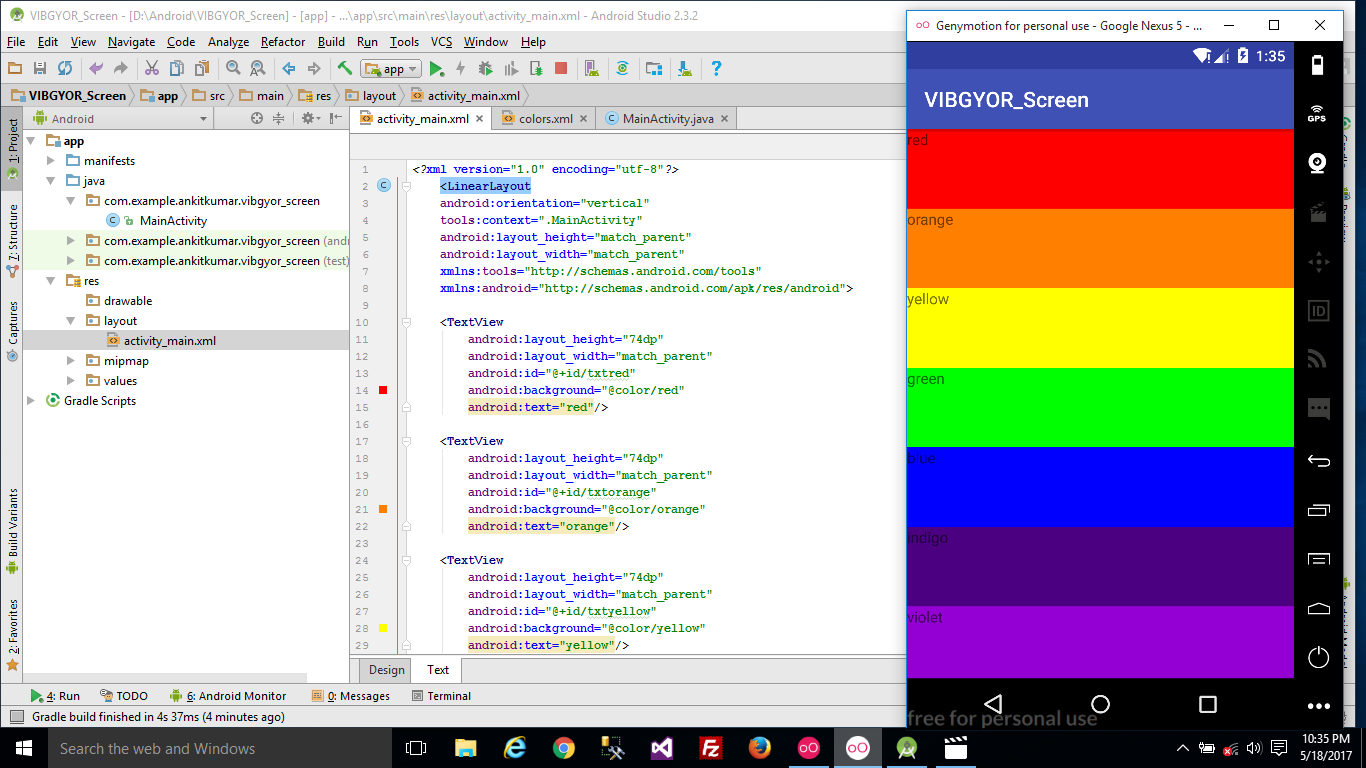 VIBGYOR_Screen - [D:\Android\VIBGYOR_Screen] - [app] - ...\app\src\main\res\layout\activity_main.xml - Android Studio 2.3.2
File Edit View Navigate Code Analyze Refactor Build Run Tools VCS Window Help
app
VIBGYOR_Screen app src main res layout activity_main.xml
1: Project
7: Structure
Captures
Build Variants
2: Favorites
Android
app
manifests
java
com.example.ankitkumar.vibgyor_screen
MainActivity
com.example.ankitkumar.vibgyor_screen (andr
com.example.ankitkumar.vibgyor_screen (test)
res
drawable
layout
activity_main.xml
mipmap
values
Gradle Scripts
activity_main.xml colors.xml MainActivity.java
1 <?xml version="1.0" encoding="utf-8"?>
2 <LinearLayout
3 android:orientation="vertical"
4 tools:context=".MainActivity"
5 android:layout_height="match_parent"
6 android:layout_width="match_parent"
7 xmlns:tools="http://schemas.android.com/tools"
8 xmlns:android="http://schemas.android.com/apk/res/android">
9
10 <TextView
11 android:layout_height="74dp"
12 android:layout_width="match_parent"
13 android:id="@+id/txtred"
14 android:background="@color/red"
15 android:text="red"/>
16
17 <TextView
18 android:layout_height="74dp"
19 android:layout_width="match_parent"
20 android:id="@+id/txtorange"
21 android:background="@color/orange"
22 android:text="orange"/>
23
24 <TextView
25 android:layout_height="74dp"
26 android:layout_width="match_parent"
27 android:id="@+id/txtyellow"
28 android:background="@color/yellow"
29 android:text="yellow"/>
Design Text
4: Run TODO 6: Android Monitor 0: Messages Terminal
Gradle build finished in 4s 37ms (4 minutes ago)
Genymotion for personal use - Google Nexus 5 - ...
1:35
VIBGYOR_Screen
red
orange
yellow
green
blue
indigo
violet
free for personal use
GPS
ID
Search the web and Windows
10:35 PM
5/18/2017